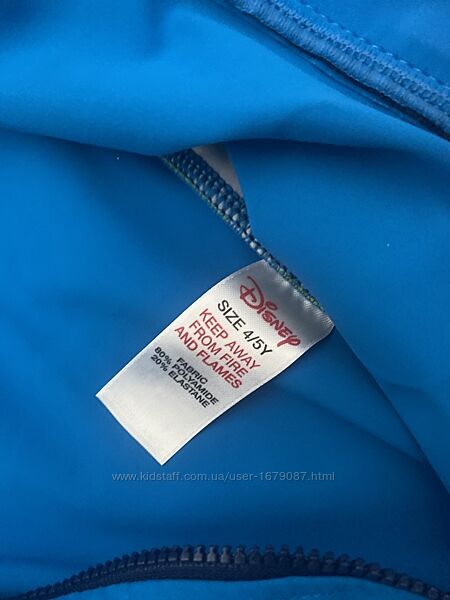 Disney
SIZE 4/5Y
KEEP AWAY
FROM FIRE
AND FLAMES
FABRIC
80% POLYAMIDE
20% ELASTANE
www.kidstaff.com.ua/user-1679087.html